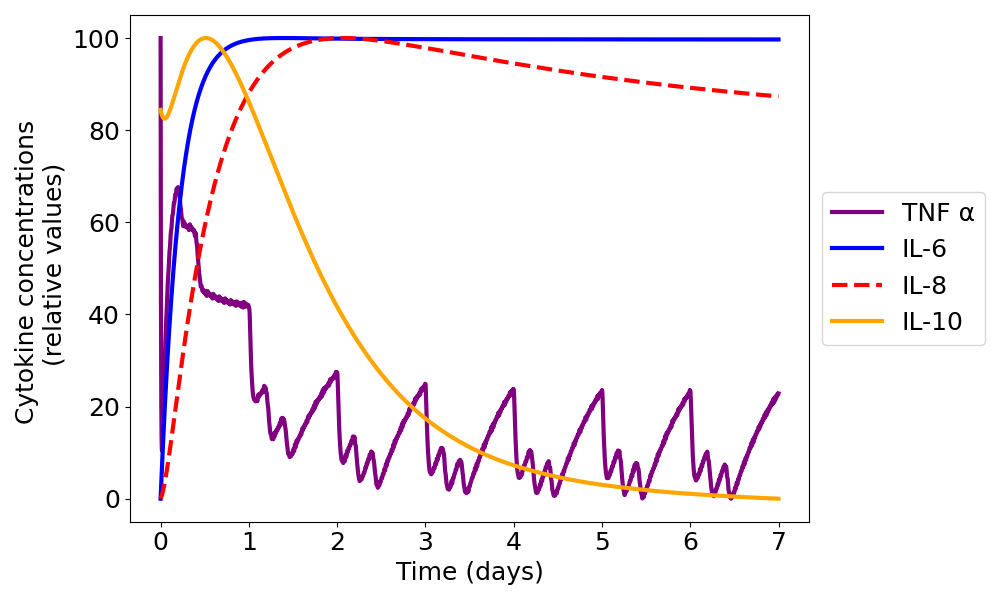 Cytokine concentrations
(relative values)
100
80
60
40
20
0
0 1 2 3 4 5 6 7
Time (days)
TNF α
IL-6
IL-8
IL-10